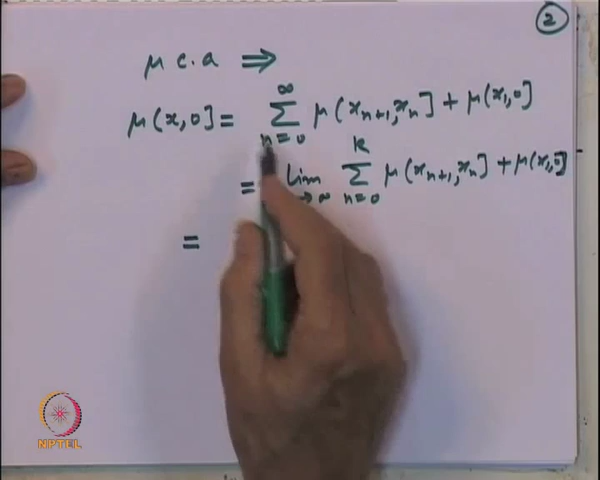 2
μ c.a ⇒
μ(x,0] = ∑_{n=0}^{∞} μ(x_{n+1}, x_n] + μ(x_1,0]
= lim_{→∞} ∑_{n=0}^{k} μ(x_{n+1}, x_n] + μ(x_1,0]
=
NPTEL